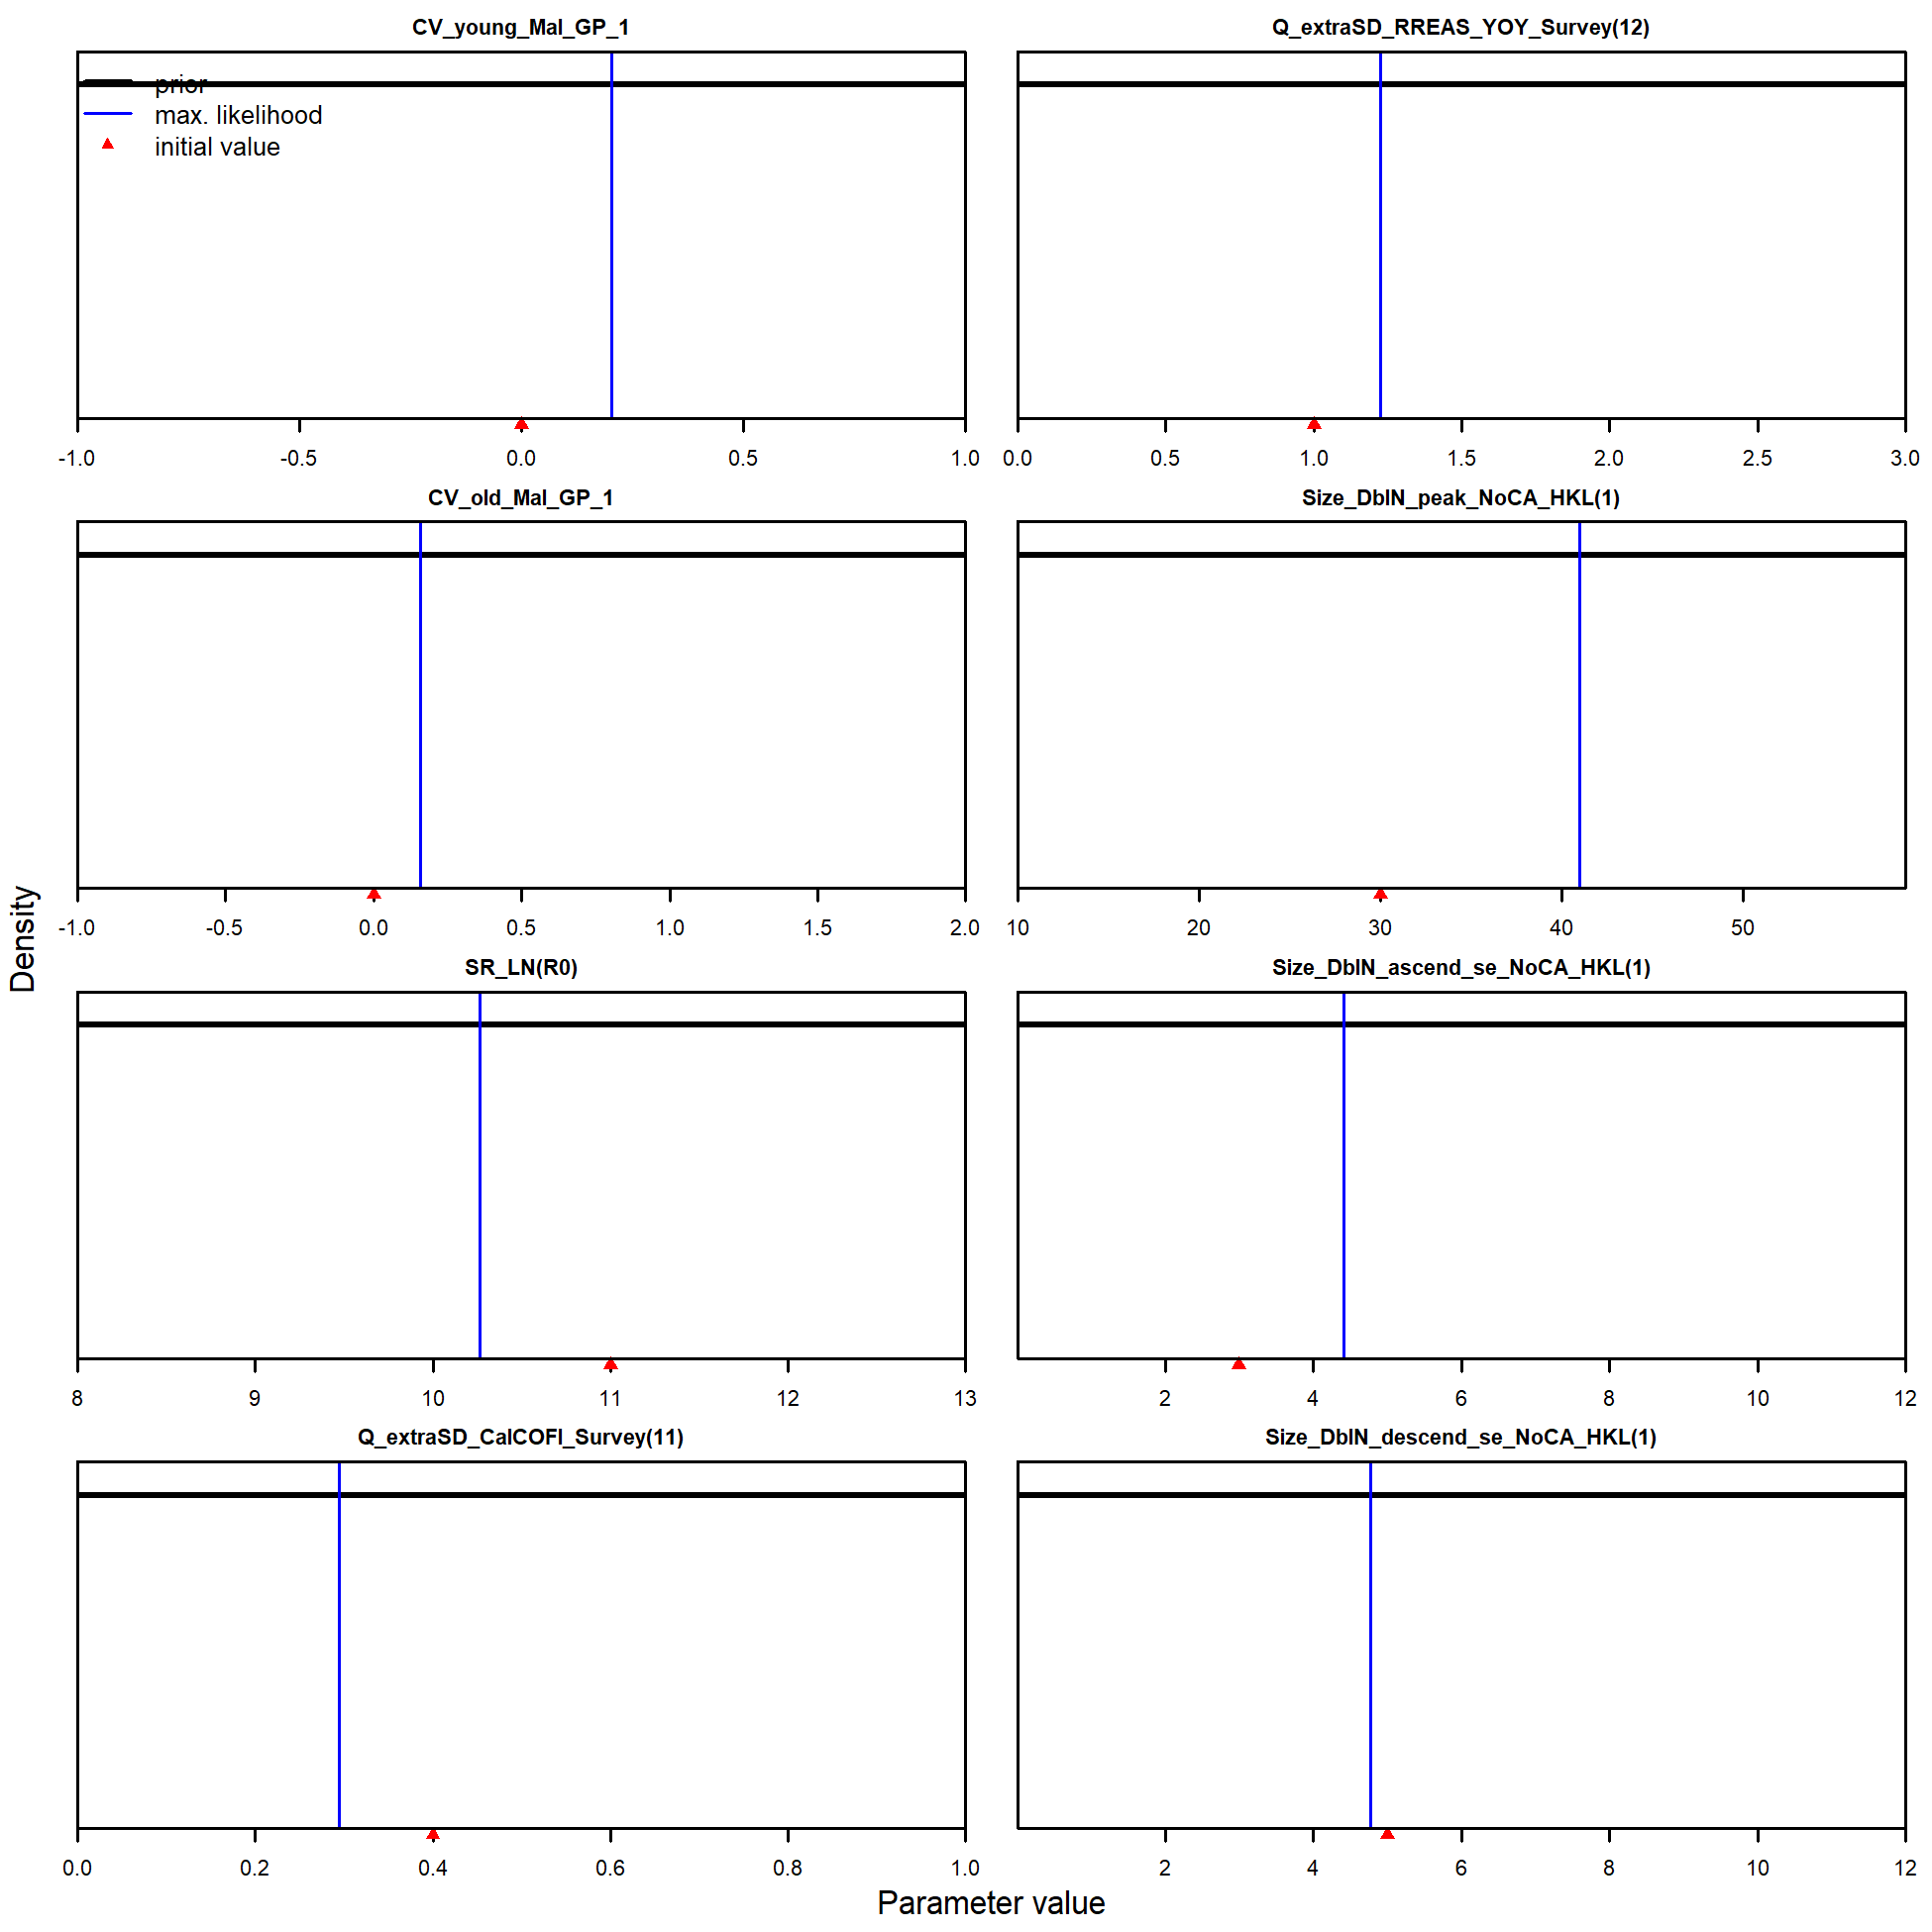 CV_young_Mal_GP_1
prior
max. likelihood
initial value
-1.0 -0.5 0.0 0.5 1.0
Q_extraSD_RREAS_YOY_Survey(12)
0.0 0.5 1.0 1.5 2.0 2.5 3.0
CV_old_Mal_GP_1
-1.0 -0.5 0.0 0.5 1.0 1.5 2.0
Size_DblN_peak_NoCA_HKL(1)
10 20 30 40 50
SR_LN(R0)
8 9 10 11 12 13
Size_DblN_ascend_se_NoCA_HKL(1)
2 4 6 8 10 12
Q_extraSD_CalCOFI_Survey(11)
0.0 0.2 0.4 0.6 0.8 1.0
Size_DblN_descend_se_NoCA_HKL(1)
2 4 6 8 10 12
Density
Parameter value